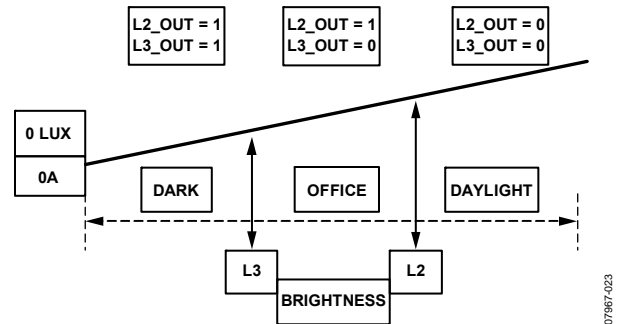 L2_OUT = 1
L3_OUT = 1
L2_OUT = 1
L3_OUT = 0
L2_OUT = 0
L3_OUT = 0
0 LUX
0A
DARK
OFFICE
DAYLIGHT
L3
L2
BRIGHTNESS
07967-023